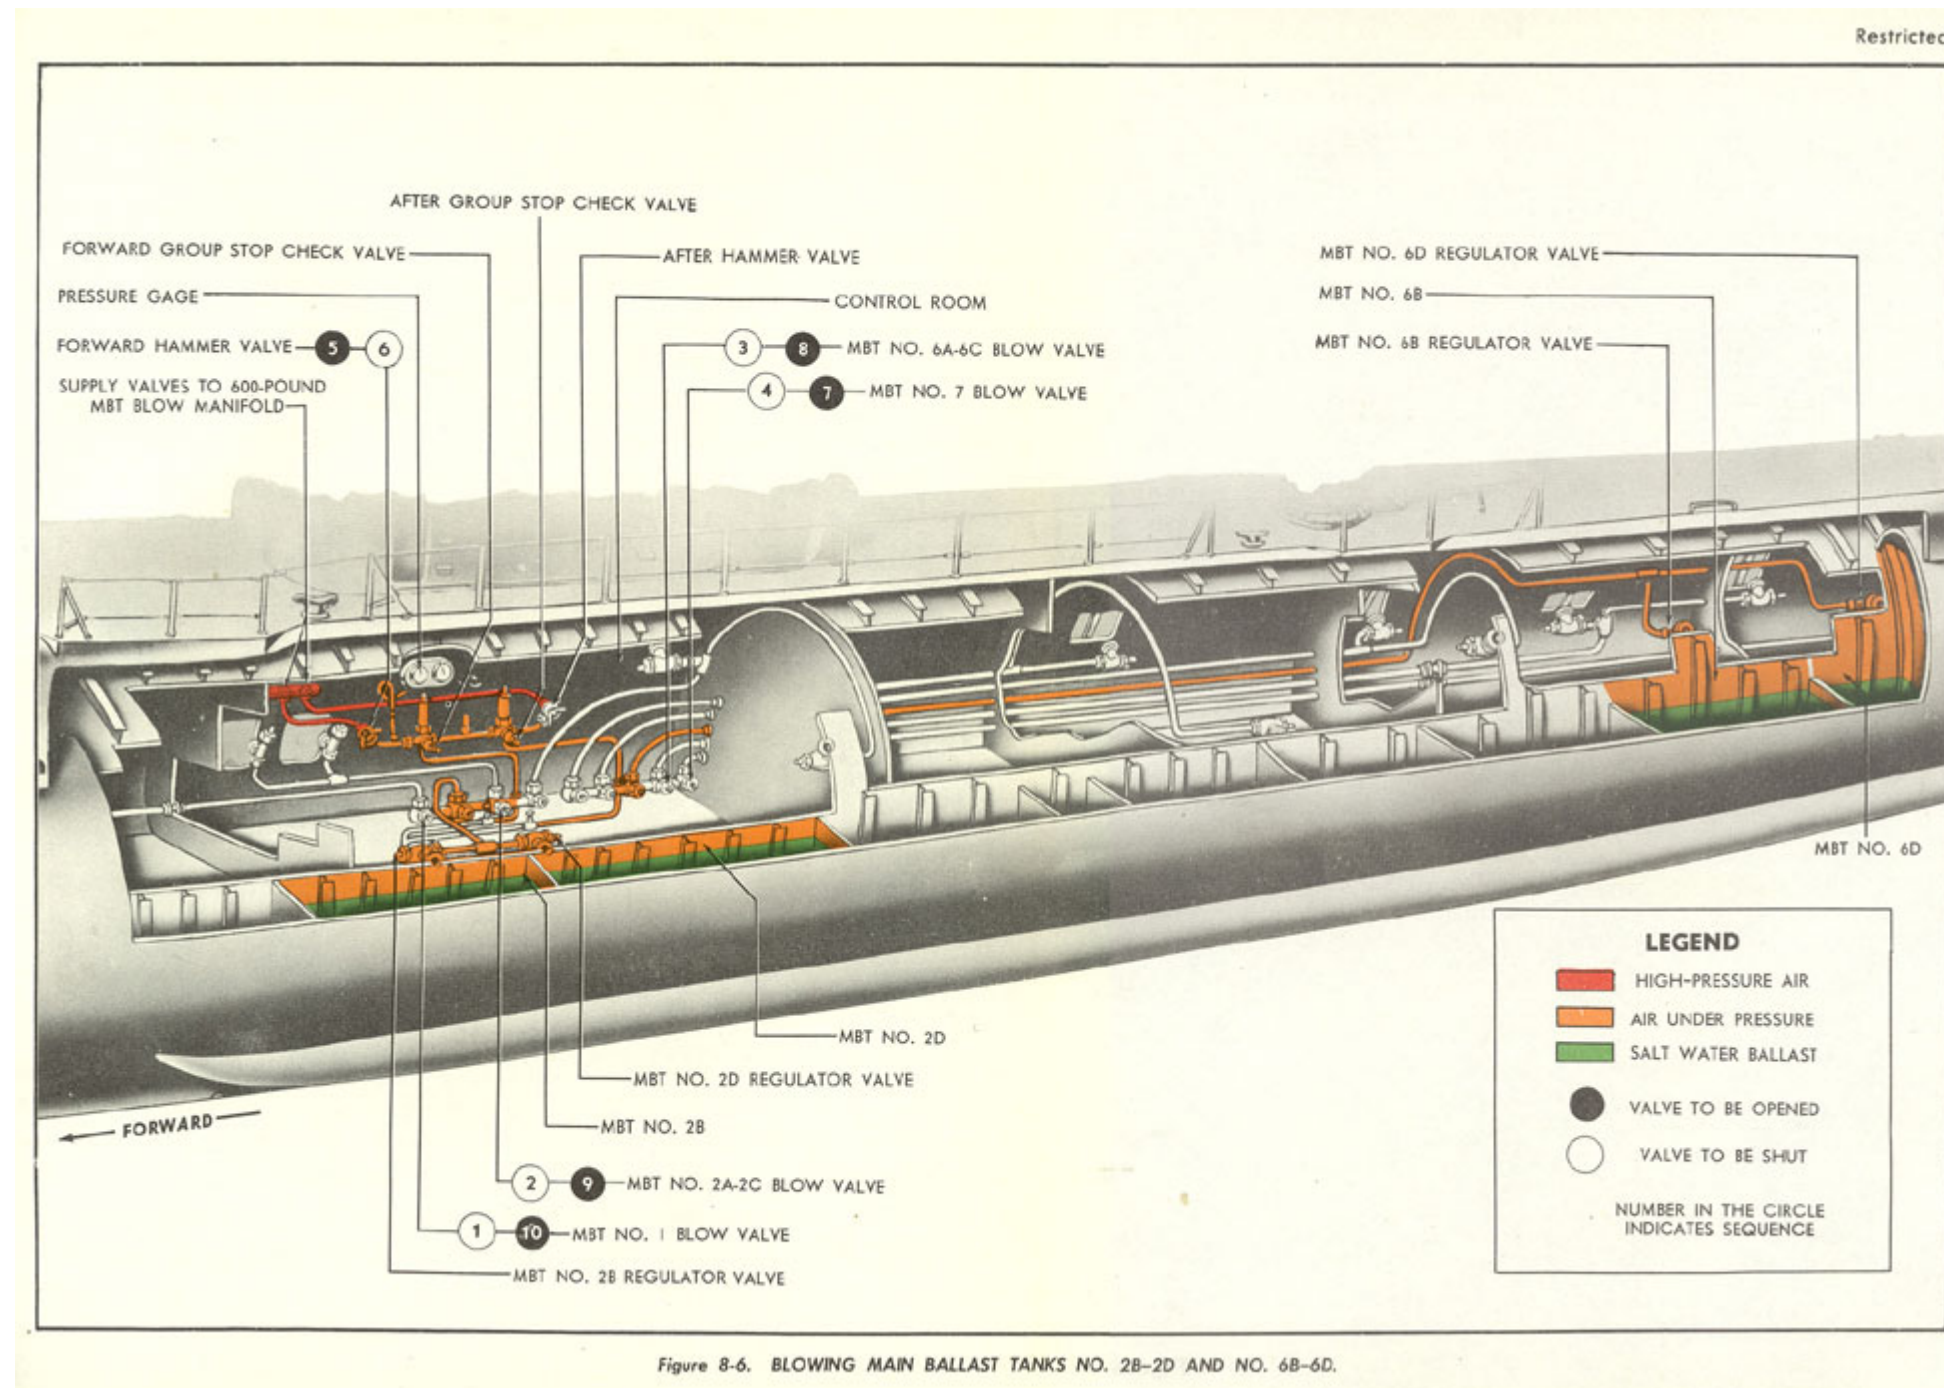 Restricted
AFTER GROUP STOP CHECK VALVE
FORWARD GROUP STOP CHECK VALVE
AFTER HAMMER VALVE
PRESSURE GAGE
CONTROL ROOM
FORWARD HAMMER VALVE 5 6
3 8 MBT NO. 6A-6C BLOW VALVE
SUPPLY VALVES TO 600-POUND
MBT BLOW MANIFOLD
4 7 MBT NO. 7 BLOW VALVE
MBT NO. 6D REGULATOR VALVE
MBT NO. 6B
MBT NO. 6B REGULATOR VALVE
MBT NO. 6D
MBT NO. 2D
MBT NO. 2D REGULATOR VALVE
MBT NO. 2B
2 9 MBT NO. 2A-2C BLOW VALVE
1 10 MBT NO. 1 BLOW VALVE
MBT NO. 2B REGULATOR VALVE
FORWARD
LEGEND
HIGH-PRESSURE AIR
AIR UNDER PRESSURE
SALT WATER BALLAST
VALVE TO BE OPENED
VALVE TO BE SHUT
NUMBER IN THE CIRCLE
INDICATES SEQUENCE
Figure 8-6. BLOWING MAIN BALLAST TANKS NO. 2B-2D AND NO. 6B-6D.